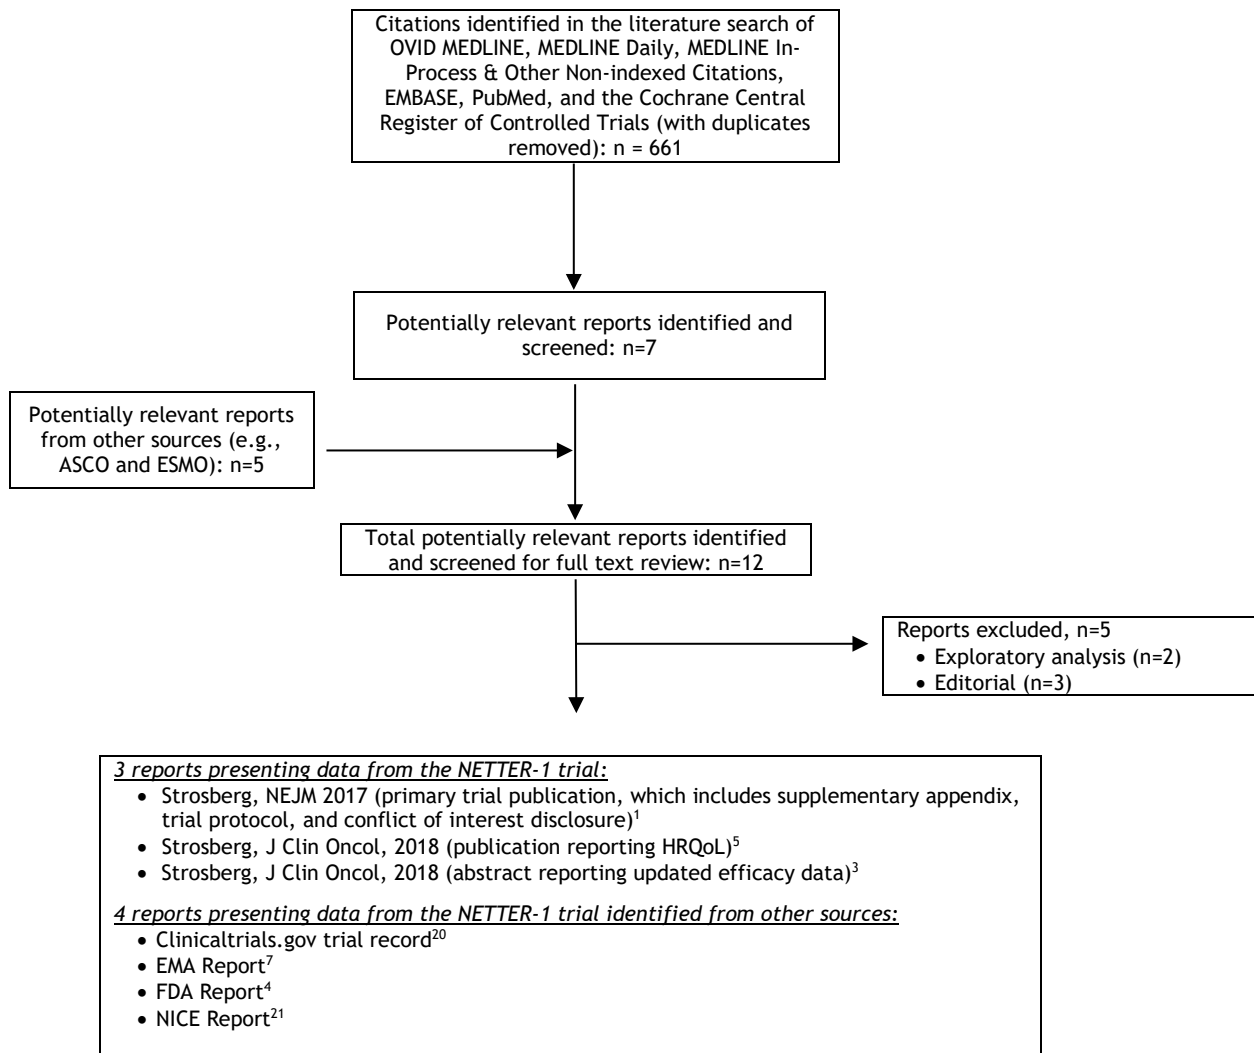 Citations identified in the literature search of
OVID MEDLINE, MEDLINE Daily, MEDLINE In-
Process & Other Non-indexed Citations,
EMBASE, PubMed, and the Cochrane Central
Register of Controlled Trials (with duplicates
removed): n = 661
Potentially relevant reports identified and
screened: n=7
Potentially relevant reports
from other sources (e.g.,
ASCO and ESMO): n=5
Total potentially relevant reports identified
and screened for full text review: n=12
Reports excluded, n=5
• Exploratory analysis (n=2)
• Editorial (n=3)
3 reports presenting data from the NETTER-1 trial:
• Strosberg, NEJM 2017 (primary trial publication, which includes supplementary appendix,
trial protocol, and conflict of interest disclosure)1
• Strosberg, J Clin Oncol, 2018 (publication reporting HRQoL)5
• Strosberg, J Clin Oncol, 2018 (abstract reporting updated efficacy data)3
4 reports presenting data from the NETTER-1 trial identified from other sources:
• Clinicaltrials.gov trial record20
• EMA Report7
• FDA Report4
• NICE Report21